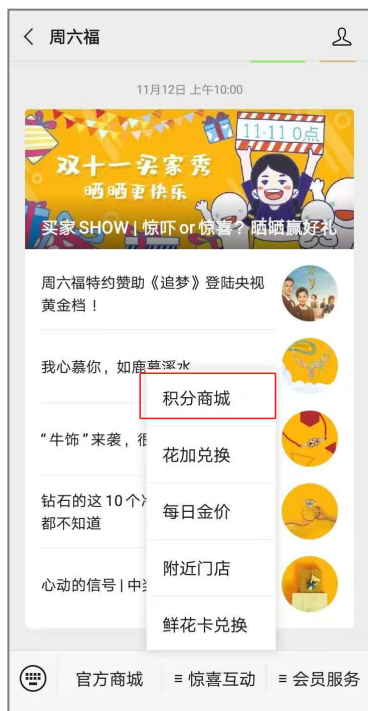 周六福
11月12日 上午10:00
11·11 0点
双十一买家秀
晒晒更快乐
买家 SHOW | 惊吓 or 惊喜？晒晒赢好礼
周六福特约赞助《追梦》登陆央视
黄金档！
我心慕你，如鹿慕溪水
积分商城
“牛饰”来袭，很
花加兑换
钻石的这 10 个冷
都不知道
每日金价
附近门店
心动的信号 | 中奖
鲜花卡兑换
官方商城
≡ 惊喜互动
≡ 会员服务